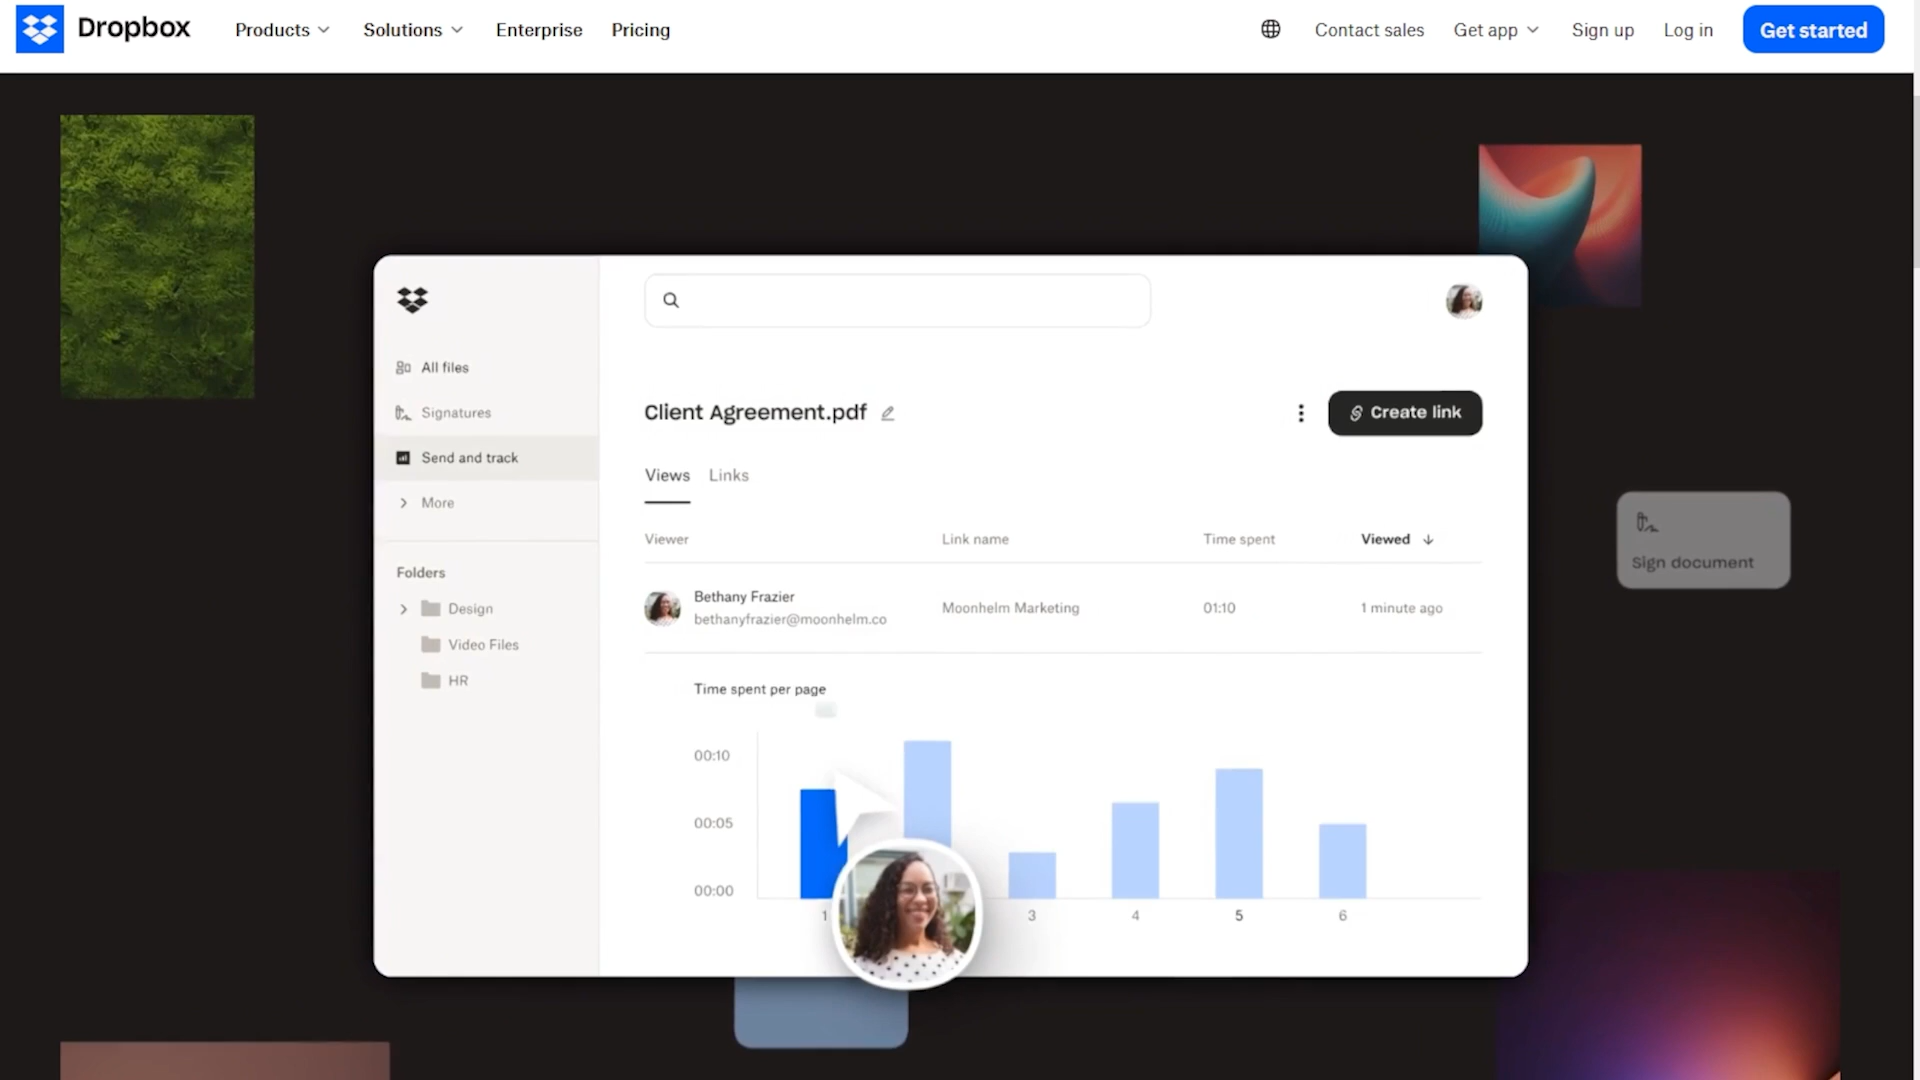 Dropbox
Products
Solutions
Enterprise
Pricing
Contact sales
Get app
Sign up
Log in
Get started
All files
Signatures
Send and track
More
Folders
Design
Video Files
HR
Client Agreement.pdf
Create link
Views
Links
Viewer
Link name
Time spent
Viewed
Bethany Frazier
bethanyfrazier@moonhelm.co
Moonhelm Marketing
01:10
1 minute ago
Time spent per page
00:10
00:05
00:00
1
3
4
5
6
Sign document